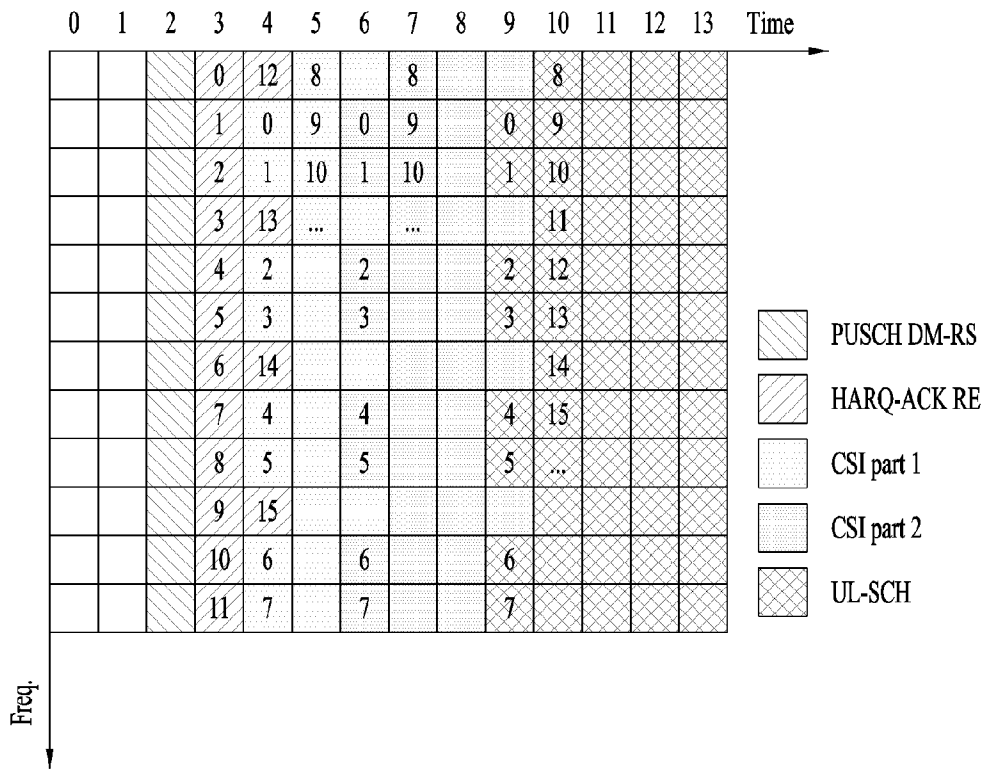 0 1 2 3 4 5 6 7 8 9 10 11 12 13 Time
0 12 8 8 8
1 0 9 0 9 0 9
2 1 10 1 10 1 10
3 13 ... ... 11
4 2 2 2 12
5 3 3 3 13
6 14 14
7 4 4 4 15
8 5 5 5 ...
9 15
10 6 6 6
11 7 7 7
PUSCH DM-RS
HARQ-ACK RE
CSI part 1
CSI part 2
UL-SCH
Freq.